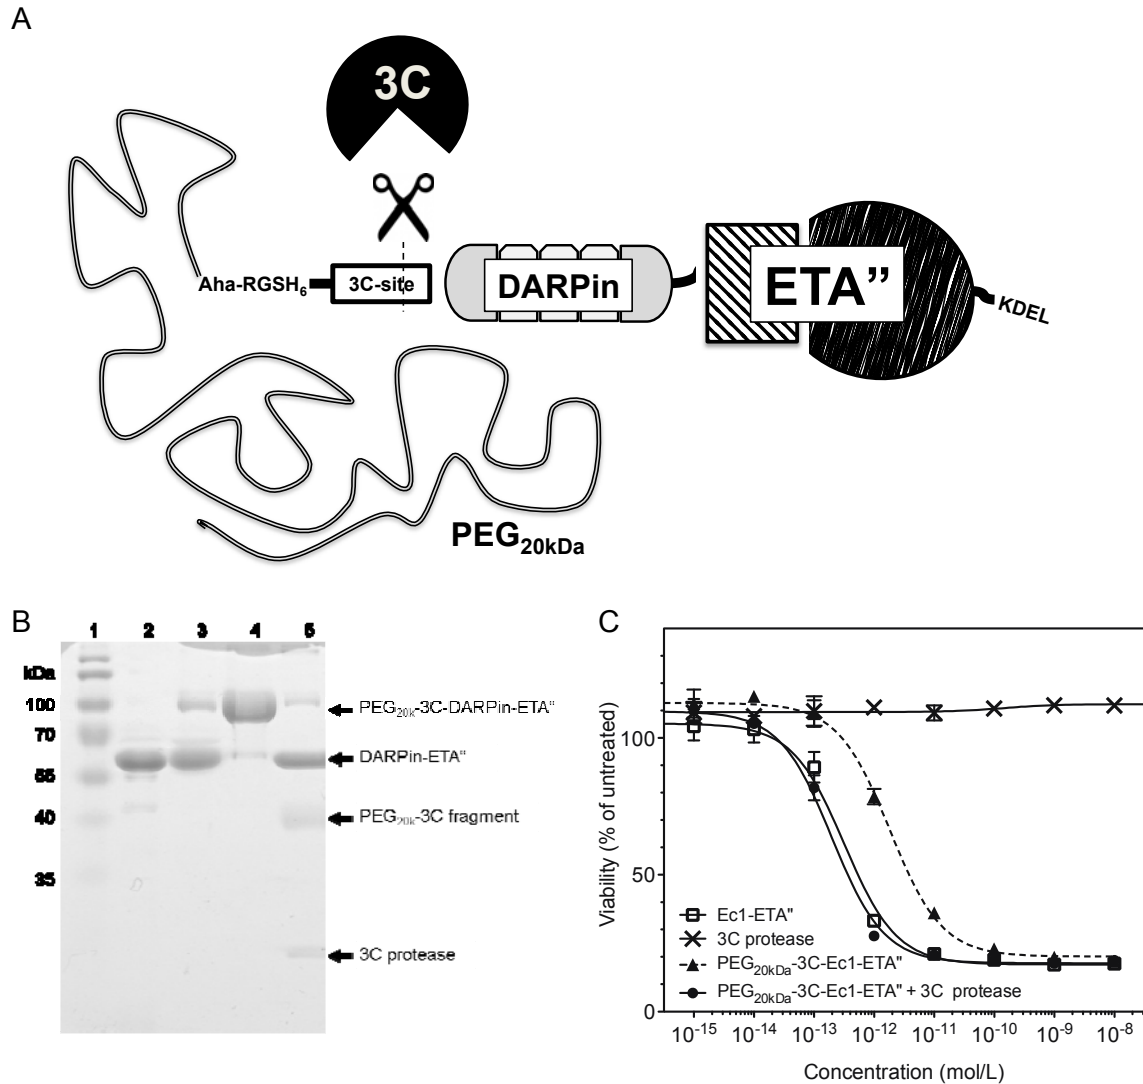 A
3C
Aha-RGSH6 3C-site DARPin ETA”
KDEL
PEG20kDa
B
1 2 3 4 5
kDa
100 PEG20k-3C-DARPin-ETA"
70
DARPin-ETA"
55
40 PEG20k-3C fragment
35
3C protease
C
Viability (% of untreated)
100
50
0
Ec1-ETA"
3C protease
PEG20kDa-3C-Ec1-ETA"
PEG20kDa-3C-Ec1-ETA" + 3C protease
10-15 10-14 10-13 10-12 10-11 10-10 10-9 10-8
Concentration (mol/L)